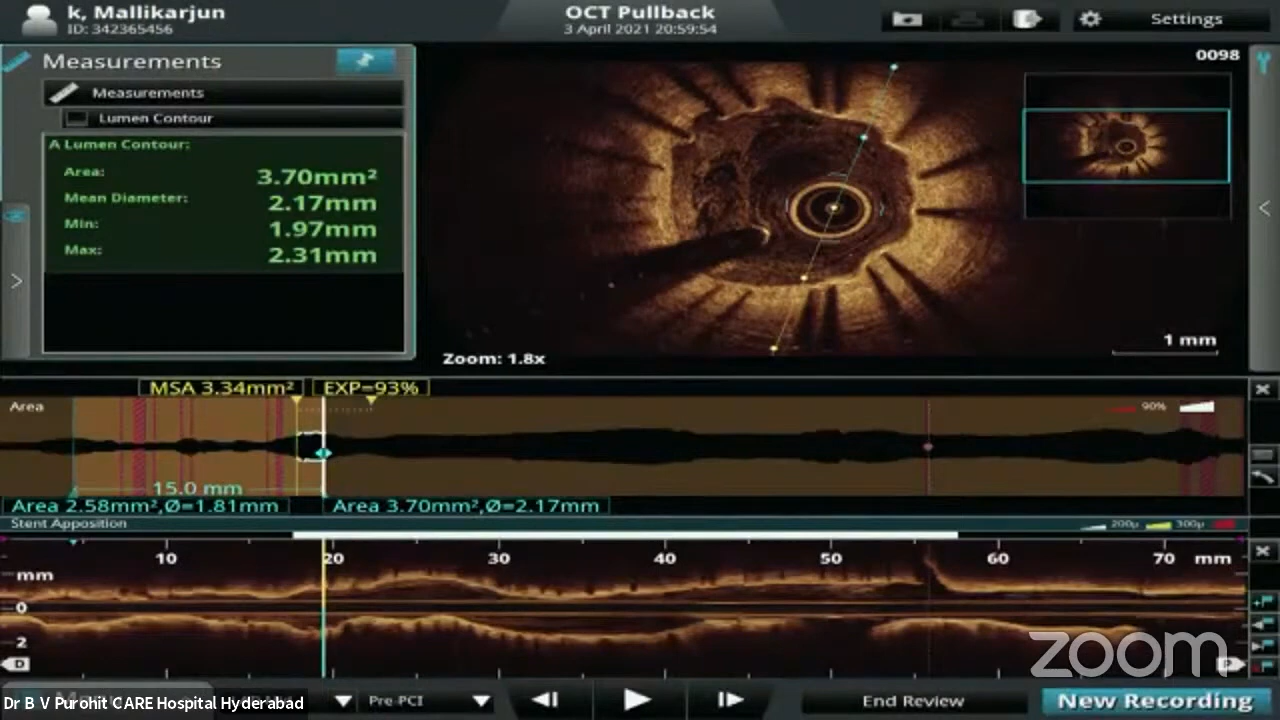 k, Mallikarjun
ID: 342365456
OCT Pullback
3 April 2021 20:59:54
Settings
Measurements
Measurements
Lumen Contour
A Lumen Contour:
Area: 3.70mm²
Mean Diameter: 2.17mm
Min: 1.97mm
Max: 2.31mm
0098
1 mm
Zoom: 1.8x
MSA 3.34mm² EXP=93%
Area
90%
15.0 mm
Area 2.58mm²,Ø=1.81mm Area 3.70mm²,Ø=2.17mm
Stent Apposition
200µ 300µ
10 20 30 40 50 60 70 mm
mm
0
2
D
P
zoom
Dr B V Purohit CARE Hospital Hyderabad
Pre-PCI
End Review
New Recording